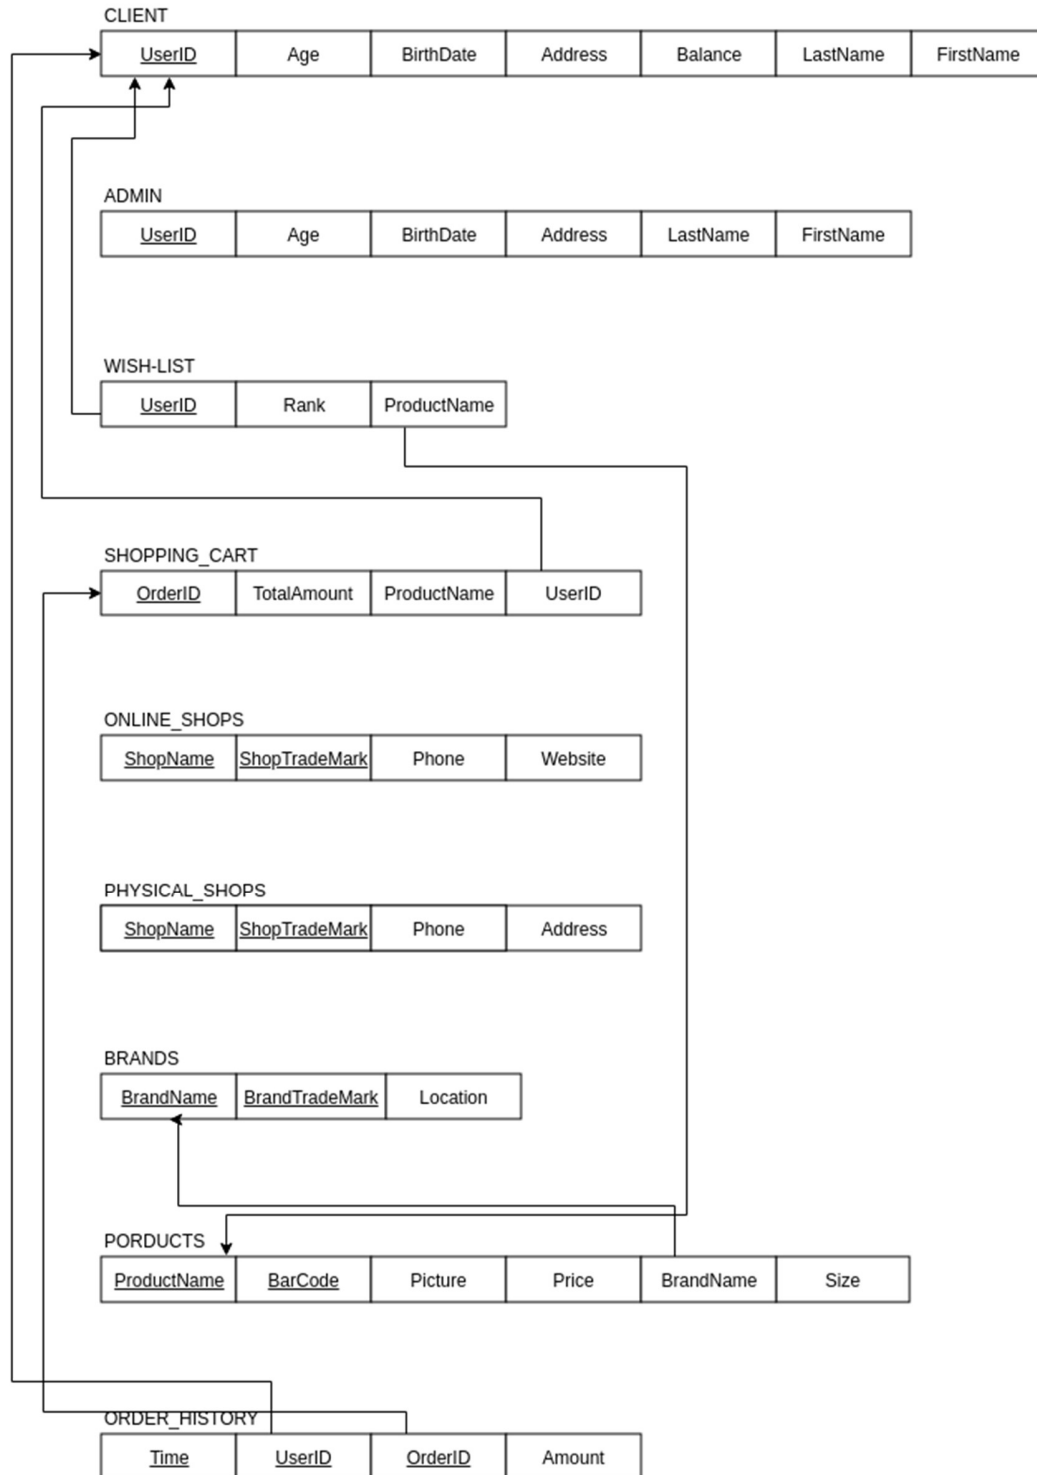 CLIENT
UserID Age BirthDate Address Balance LastName FirstName
ADMIN
UserID Age BirthDate Address LastName FirstName
WISH-LIST
UserID Rank ProductName
SHOPPING_CART
OrderID TotalAmount ProductName UserID
ONLINE_SHOPS
ShopName ShopTradeMark Phone Website
PHYSICAL_SHOPS
ShopName ShopTradeMark Phone Address
BRANDS
BrandName BrandTradeMark Location
PORDUCTS
ProductName BarCode Picture Price BrandName Size
ORDER_HISTORY
Time UserID OrderID Amount